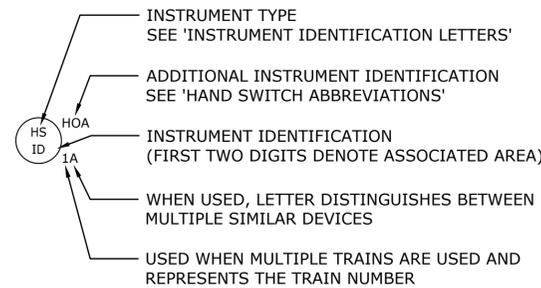 INSTRUMENT TYPE
SEE 'INSTRUMENT IDENTIFICATION LETTERS'
ADDITIONAL INSTRUMENT IDENTIFICATION
SEE 'HAND SWITCH ABBREVIATIONS'
HOA
HS
ID
INSTRUMENT IDENTIFICATION
(FIRST TWO DIGITS DENOTE ASSOCIATED AREA)
1A
WHEN USED, LETTER DISTINGUISHES BETWEEN
MULTIPLE SIMILAR DEVICES
USED WHEN MULTIPLE TRAINS ARE USED AND
REPRESENTS THE TRAIN NUMBER